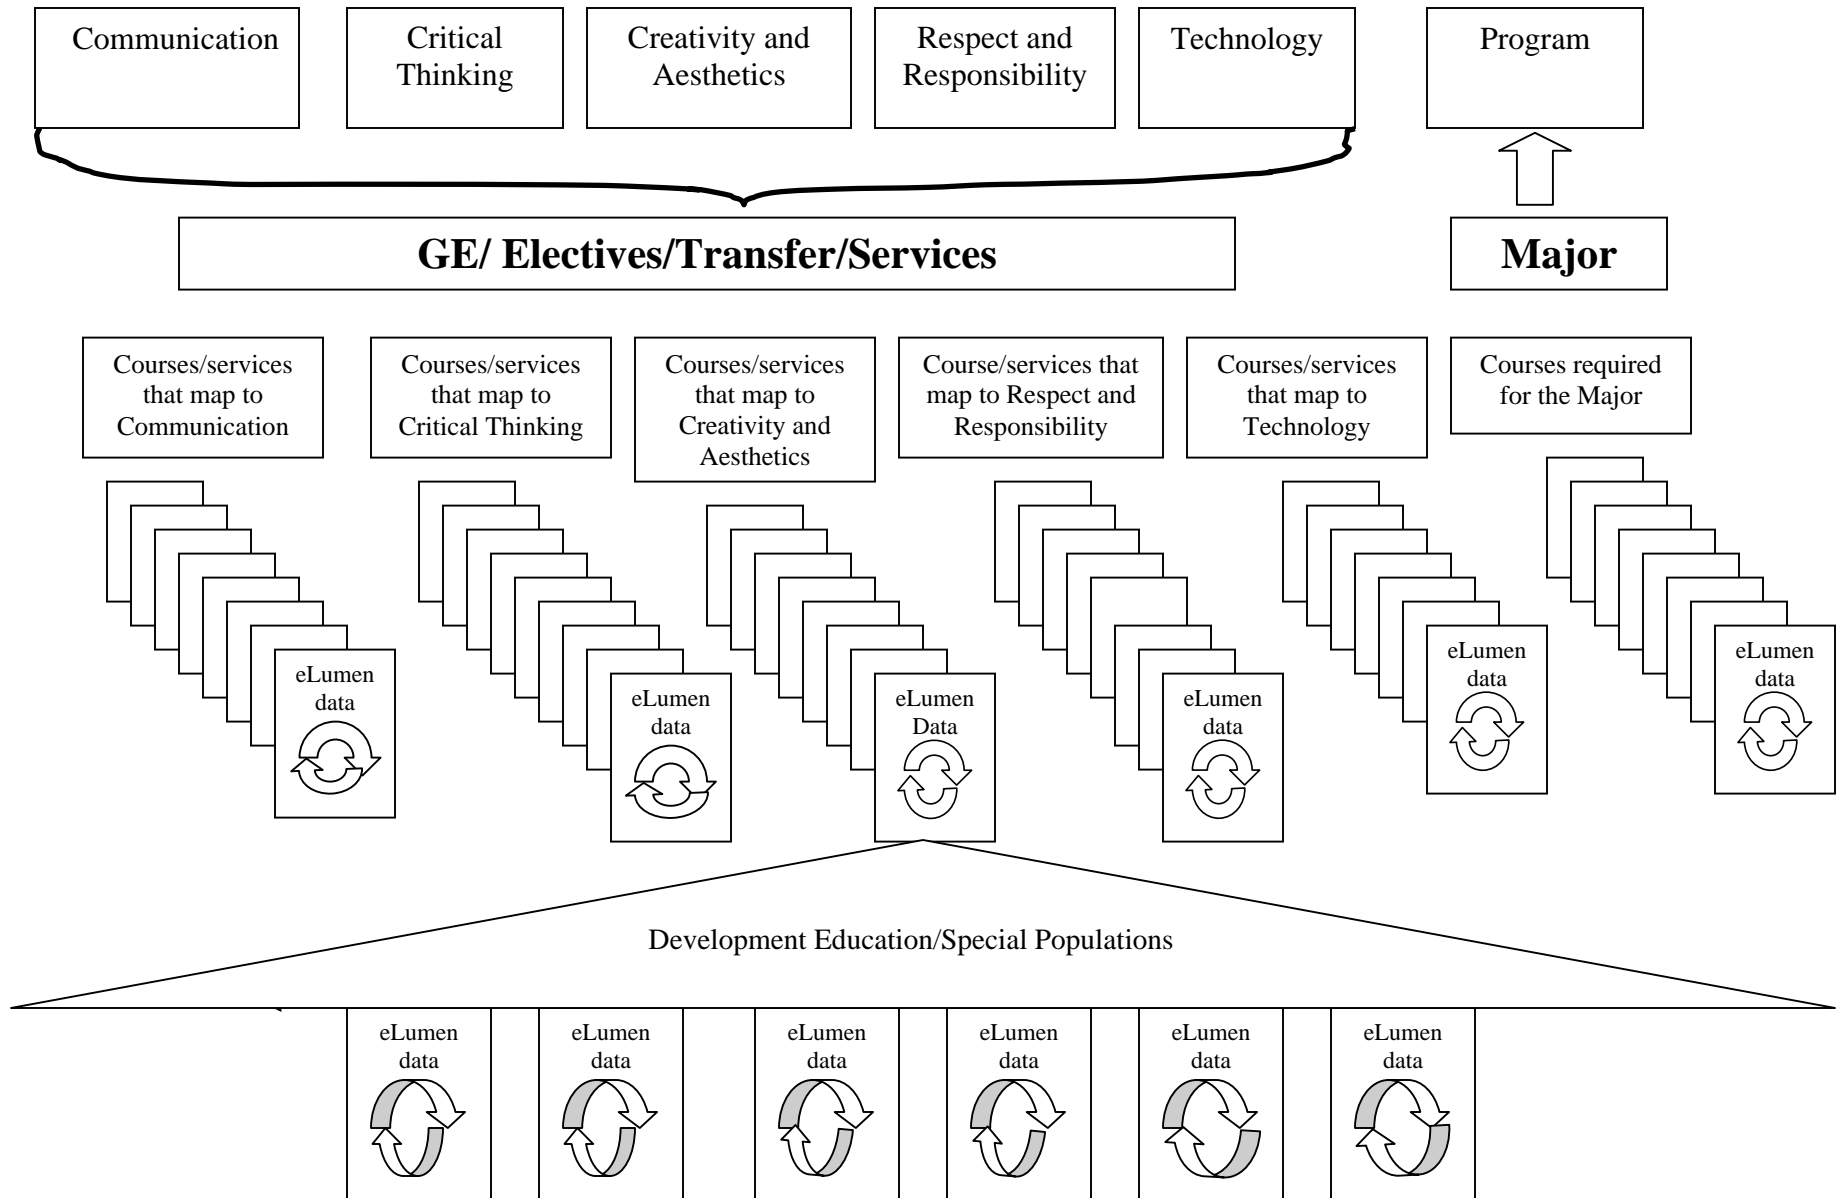 Communication
Critical
Thinking
Creativity and
Aesthetics
Respect and
Responsibility
Technology
Program
GE/ Electives/Transfer/Services
Major
Courses/services
that map to
Communication
Courses/services
that map to
Critical Thinking
Courses/services
that map to
Creativity and
Aesthetics
Course/services that
map to Respect and
Responsibility
Courses/services
that map to
Technology
Courses required
for the Major
eLumen
data
eLumen
data
eLumen
Data
eLumen
data
eLumen
data
eLumen
data
Development Education/Special Populations
eLumen
data
eLumen
data
eLumen
data
eLumen
data
eLumen
data
eLumen
data